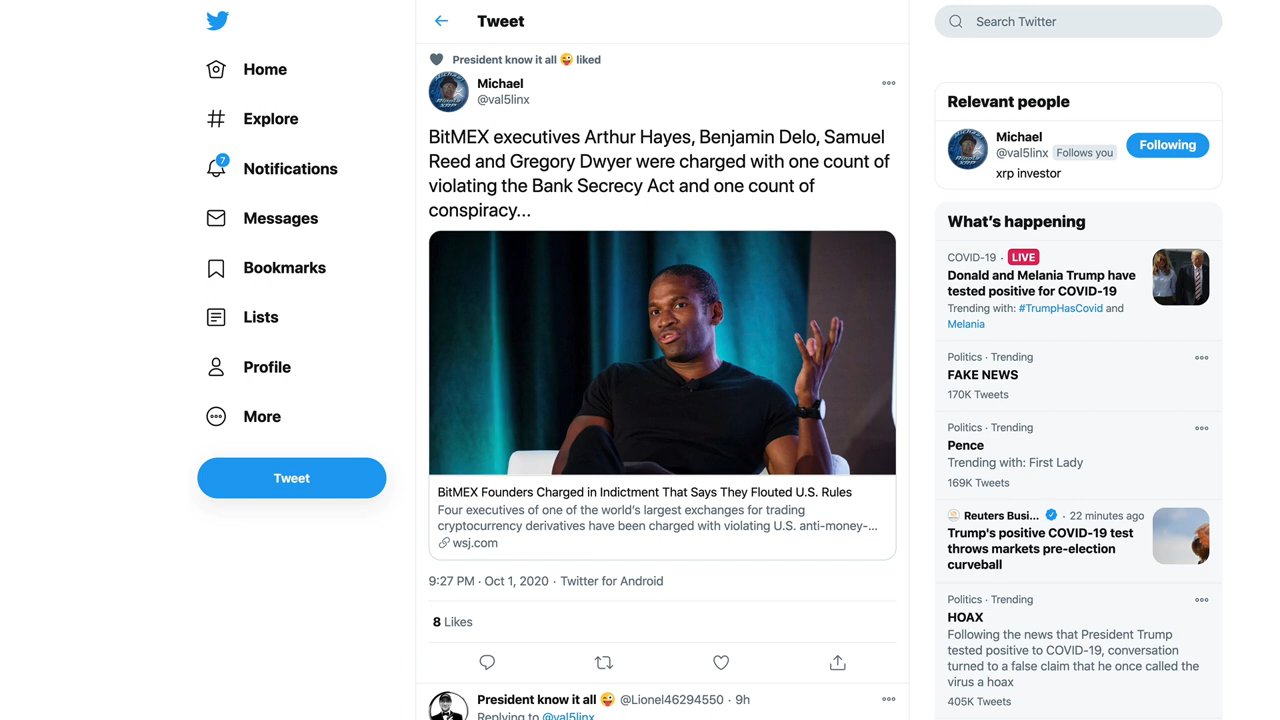 Home
Explore
7
Notifications
Messages
Bookmarks
Lists
Profile
More
Tweet
Tweet
President know it all 😜 liked
Michael
@val5linx
BitMEX executives Arthur Hayes, Benjamin Delo, Samuel
Reed and Gregory Dwyer were charged with one count of
violating the Bank Secrecy Act and one count of
conspiracy...
BitMEX Founders Charged in Indictment That Says They Flouted U.S. Rules
Four executives of one of the world's largest exchanges for trading
cryptocurrency derivatives have been charged with violating U.S. anti-money-...
wsj.com
9:27 PM · Oct 1, 2020 · Twitter for Android
8 Likes
President know it all 😜 @Lionel46294550 · 9h
Replying to @val5linx
Search Twitter
Relevant people
Michael
@val5linx Follows you
Following
xrp investor
What's happening
COVID-19 · LIVE
Donald and Melania Trump have
tested positive for COVID-19
Trending with: #TrumpHasCovid and
Melania
Politics · Trending
FAKE NEWS
170K Tweets
Politics · Trending
Pence
Trending with: First Lady
169K Tweets
Reuters Busi... · 22 minutes ago
Trump's positive COVID-19 test
throws markets pre-election
curveball
Politics · Trending
HOAX
Following the news that President Trump
tested positive to COVID-19, conversation
turned to a false claim that he once called the
virus a hoax
405K Tweets